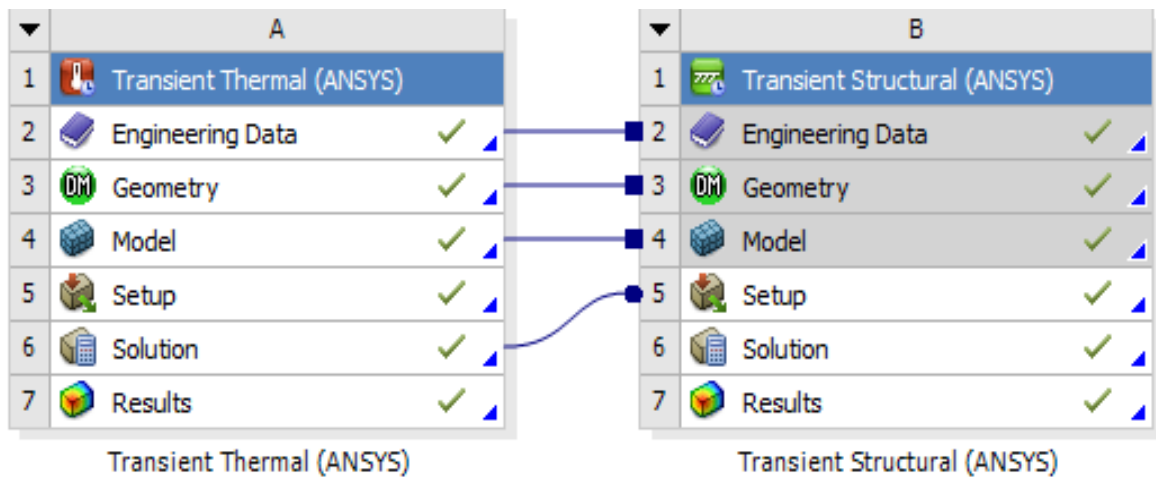 A
1 Transient Thermal (ANSYS)
2 Engineering Data
3 DM Geometry
4 Model
5 Setup
6 Solution
7 Results
Transient Thermal (ANSYS)
B
1 Transient Structural (ANSYS)
2 Engineering Data
3 DM Geometry
4 Model
5 Setup
6 Solution
7 Results
Transient Structural (ANSYS)